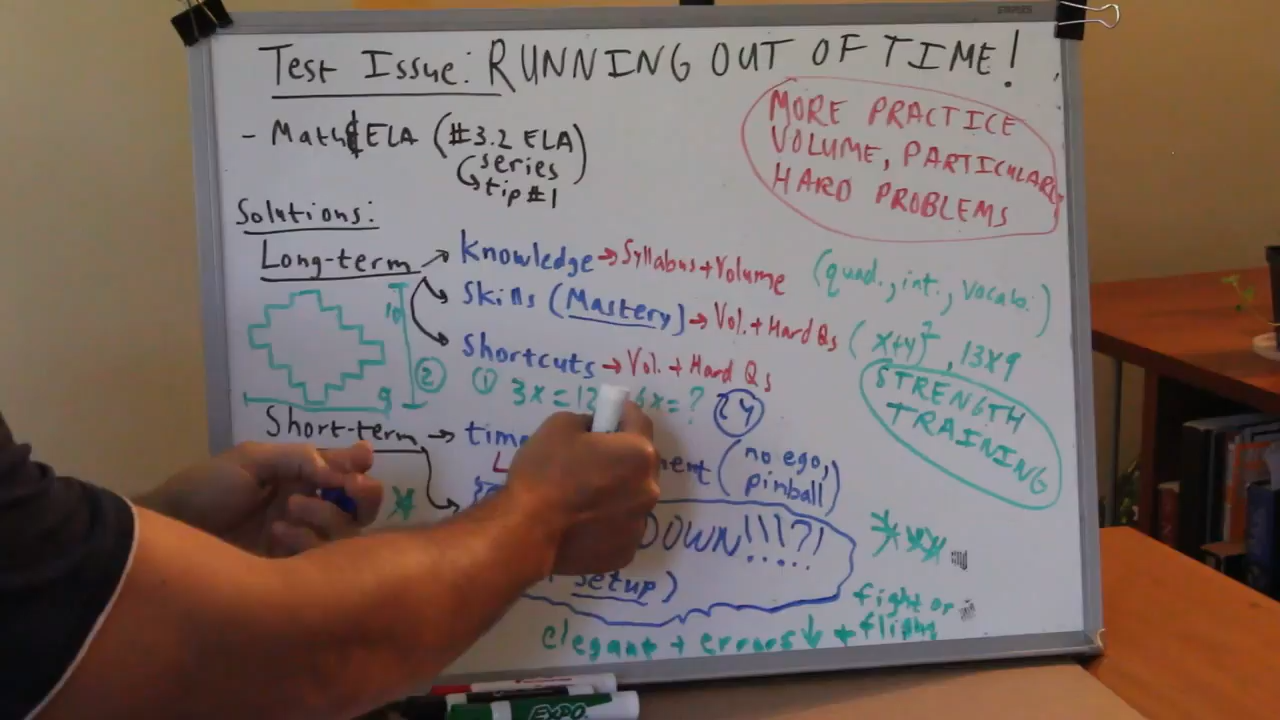 STAPLES
Test Issue: RUNNING OUT OF TIME!
- Math & ELA (#3.2 ELA)
series
tip #1
MORE PRACTICE
VOLUME, PARTICULARLY
HARD PROBLEMS
Solutions:
Long-term → Knowledge → Syllabus + Volume (quad., int., vocab.)
Skills (Mastery) → Vol. + Hard Qs (x+y)², 13x9
Shortcuts → Vol. + Hard Qs
10
9
② ① 3x=12 6x=? 24
STRENGTH
TRAINING
Short-term → time (no ego,
pinball)
DOWN!!!?!
setup)
fight or
flight
elegant + errors ↓ +
EXPO